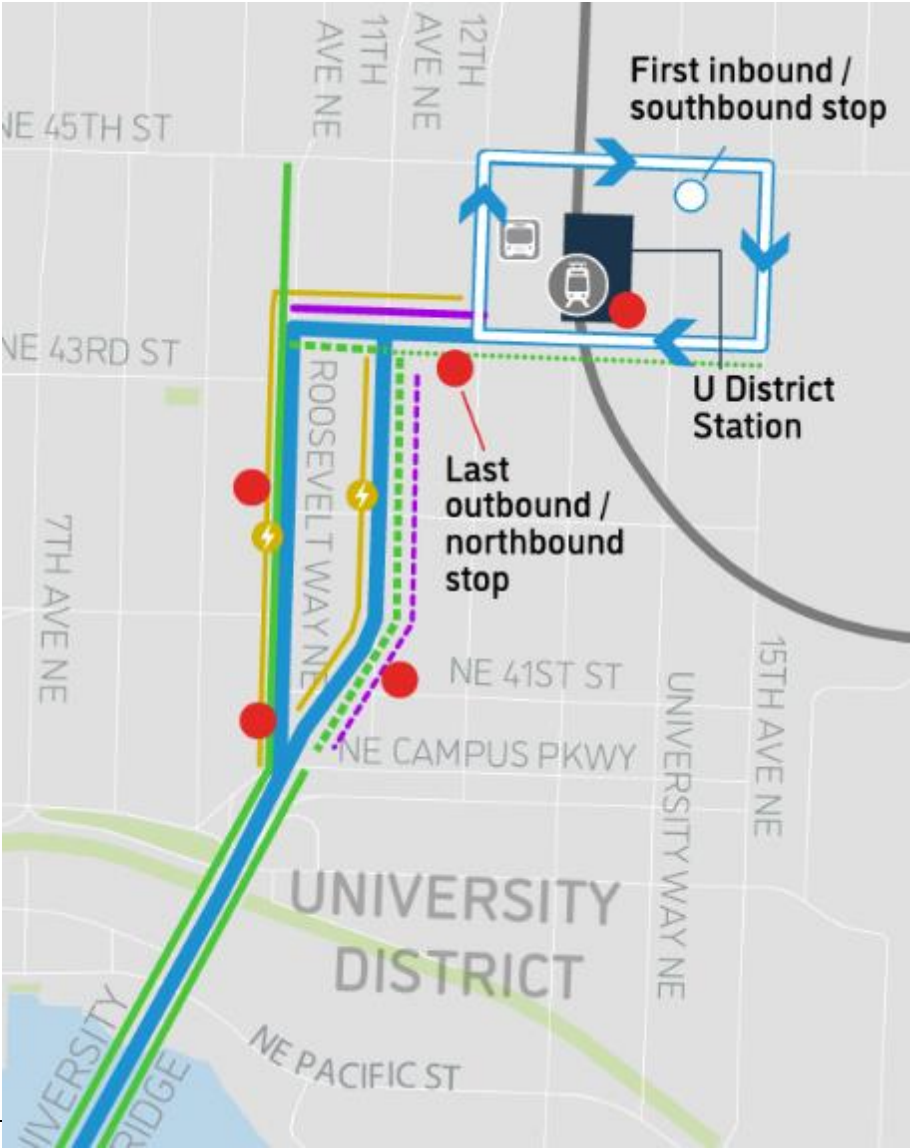 11TH
AVE NE
12TH
AVE NE
First inbound /
southbound stop
NE 45TH ST
NE 43RD ST
U District
Station
ROOSEVELT WAY NE
Last
outbound /
northbound
stop
7TH AVE NE
NE 41ST ST
15TH AVE NE
UNIVERSITY WAY NE
NE CAMPUS PKWY
UNIVERSITY
DISTRICT
NE PACIFIC ST